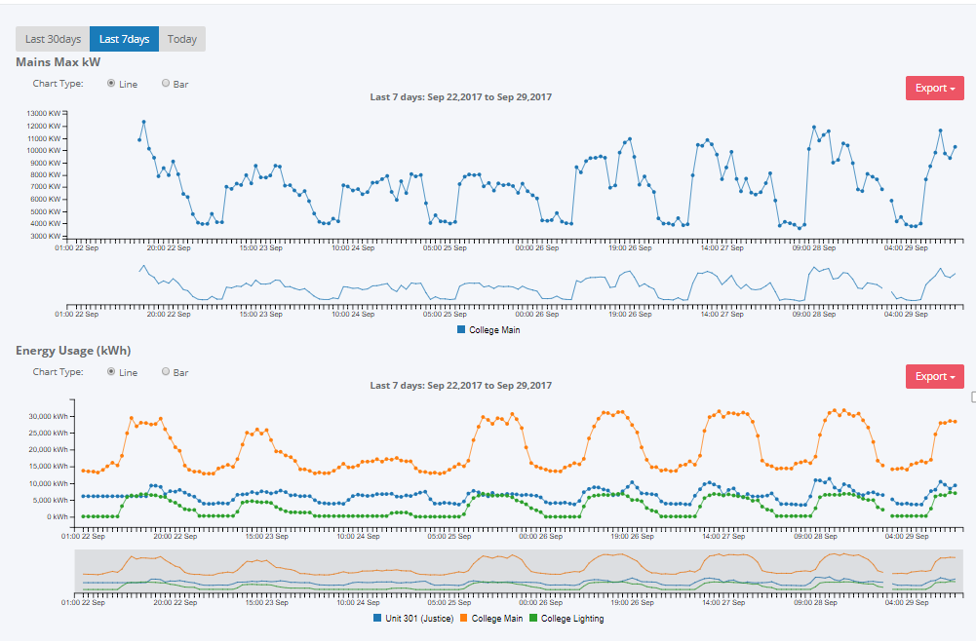 Last 30days Last 7days Today
Mains Max kW
Chart Type: Line Bar
Export
Last 7 days: Sep 22,2017 to Sep 29,2017
13000 KW
12000 KW
11000 KW
10000 KW
9000 KW
8000 KW
7000 KW
6000 KW
5000 KW
4000 KW
3000 KW
01:00 22 Sep 20:00 22 Sep 15:00 23 Sep 10:00 24 Sep 05:00 25 Sep 00:00 26 Sep 19:00 26 Sep 14:00 27 Sep 09:00 28 Sep 04:00 29 Sep
01:00 22 Sep 20:00 22 Sep 15:00 23 Sep 10:00 24 Sep 05:00 25 Sep 00:00 26 Sep 19:00 26 Sep 14:00 27 Sep 09:00 28 Sep 04:00 29 Sep
College Main
Energy Usage (kWh)
Chart Type: Line Bar
Export
Last 7 days: Sep 22,2017 to Sep 29,2017
30,000 kWh
25,000 kWh
20,000 kWh
15,000 kWh
10,000 kWh
5,000 kWh
0 kWh
01:00 22 Sep 20:00 22 Sep 15:00 23 Sep 10:00 24 Sep 05:00 25 Sep 00:00 26 Sep 19:00 26 Sep 14:00 27 Sep 09:00 28 Sep 04:00 29 Sep
01:00 22 Sep 20:00 22 Sep 15:00 23 Sep 10:00 24 Sep 05:00 25 Sep 00:00 26 Sep 19:00 26 Sep 14:00 27 Sep 09:00 28 Sep 04:00 29 Sep
Unit 301 (Justice) College Main College Lighting